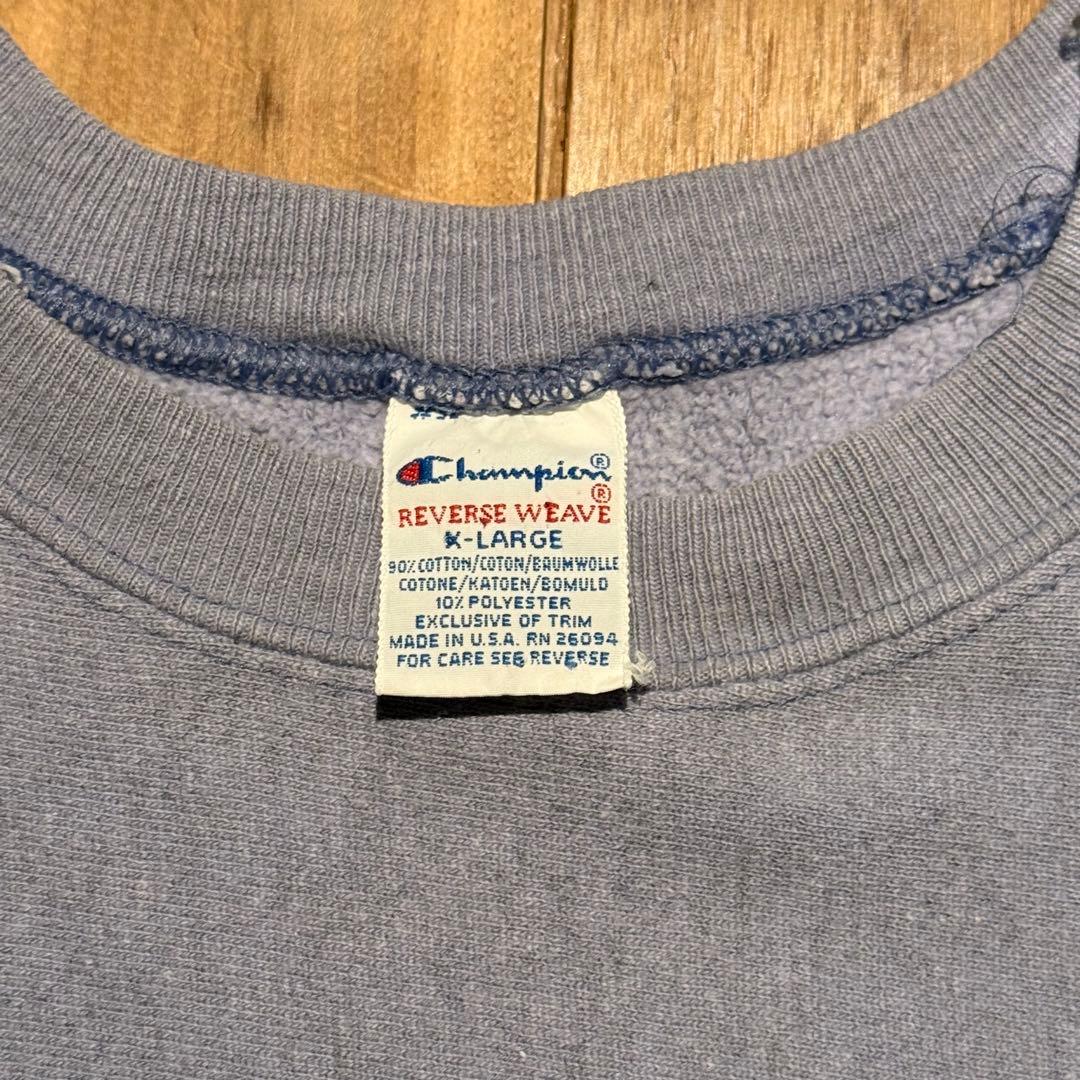 Champion®
REVERSE WEAVE®
X-LARGE
90% COTTON/COTON/BAUMWOLLE
COTONE/KATOEN/BOMULD
10% POLYESTER
EXCLUSIVE OF TRIM
MADE IN U.S.A. RN 26094
FOR CARE SEE REVERSE